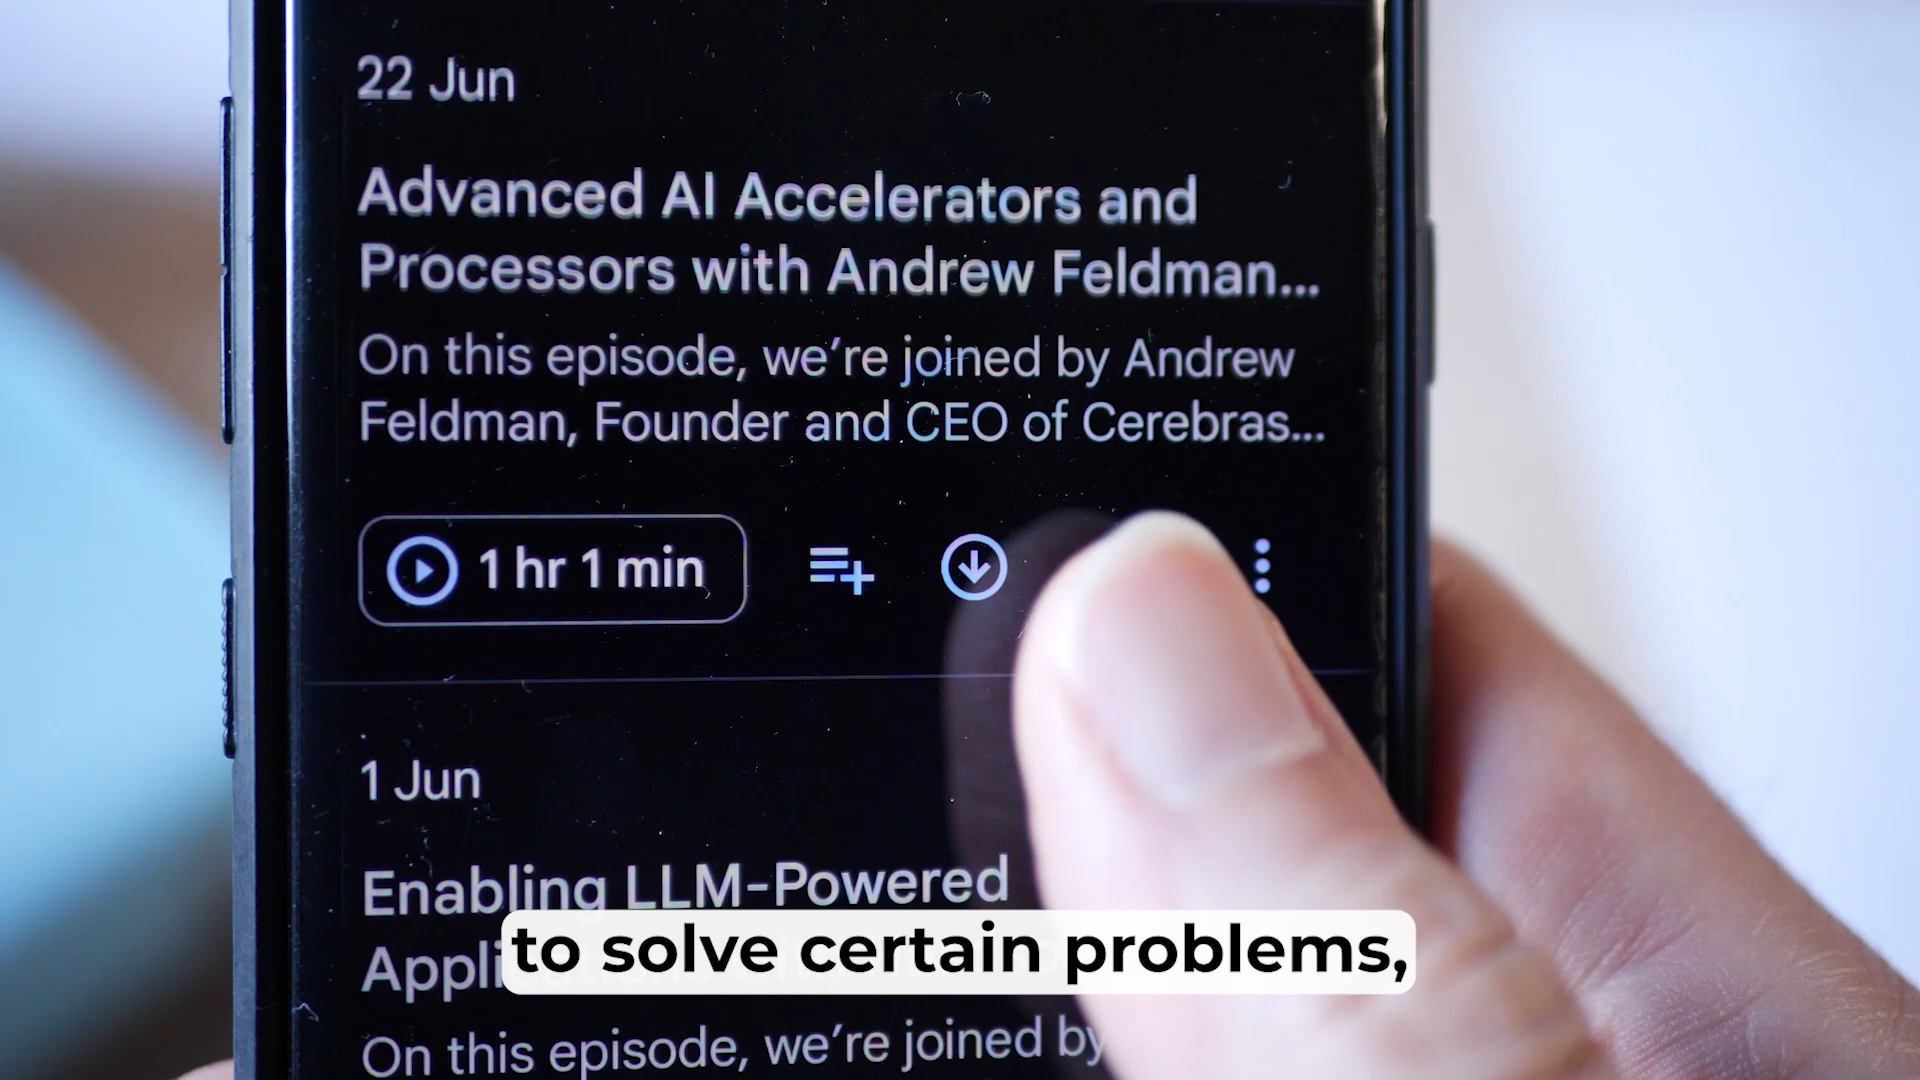 22 Jun
Advanced AI Accelerators and
Processors with Andrew Feldman...
On this episode, we're joined by Andrew
Feldman, Founder and CEO of Cerebras...
1 hr 1 min
1 Jun
Enabling LLM-Powered
to solve certain problems,
On this episode, we're joined by